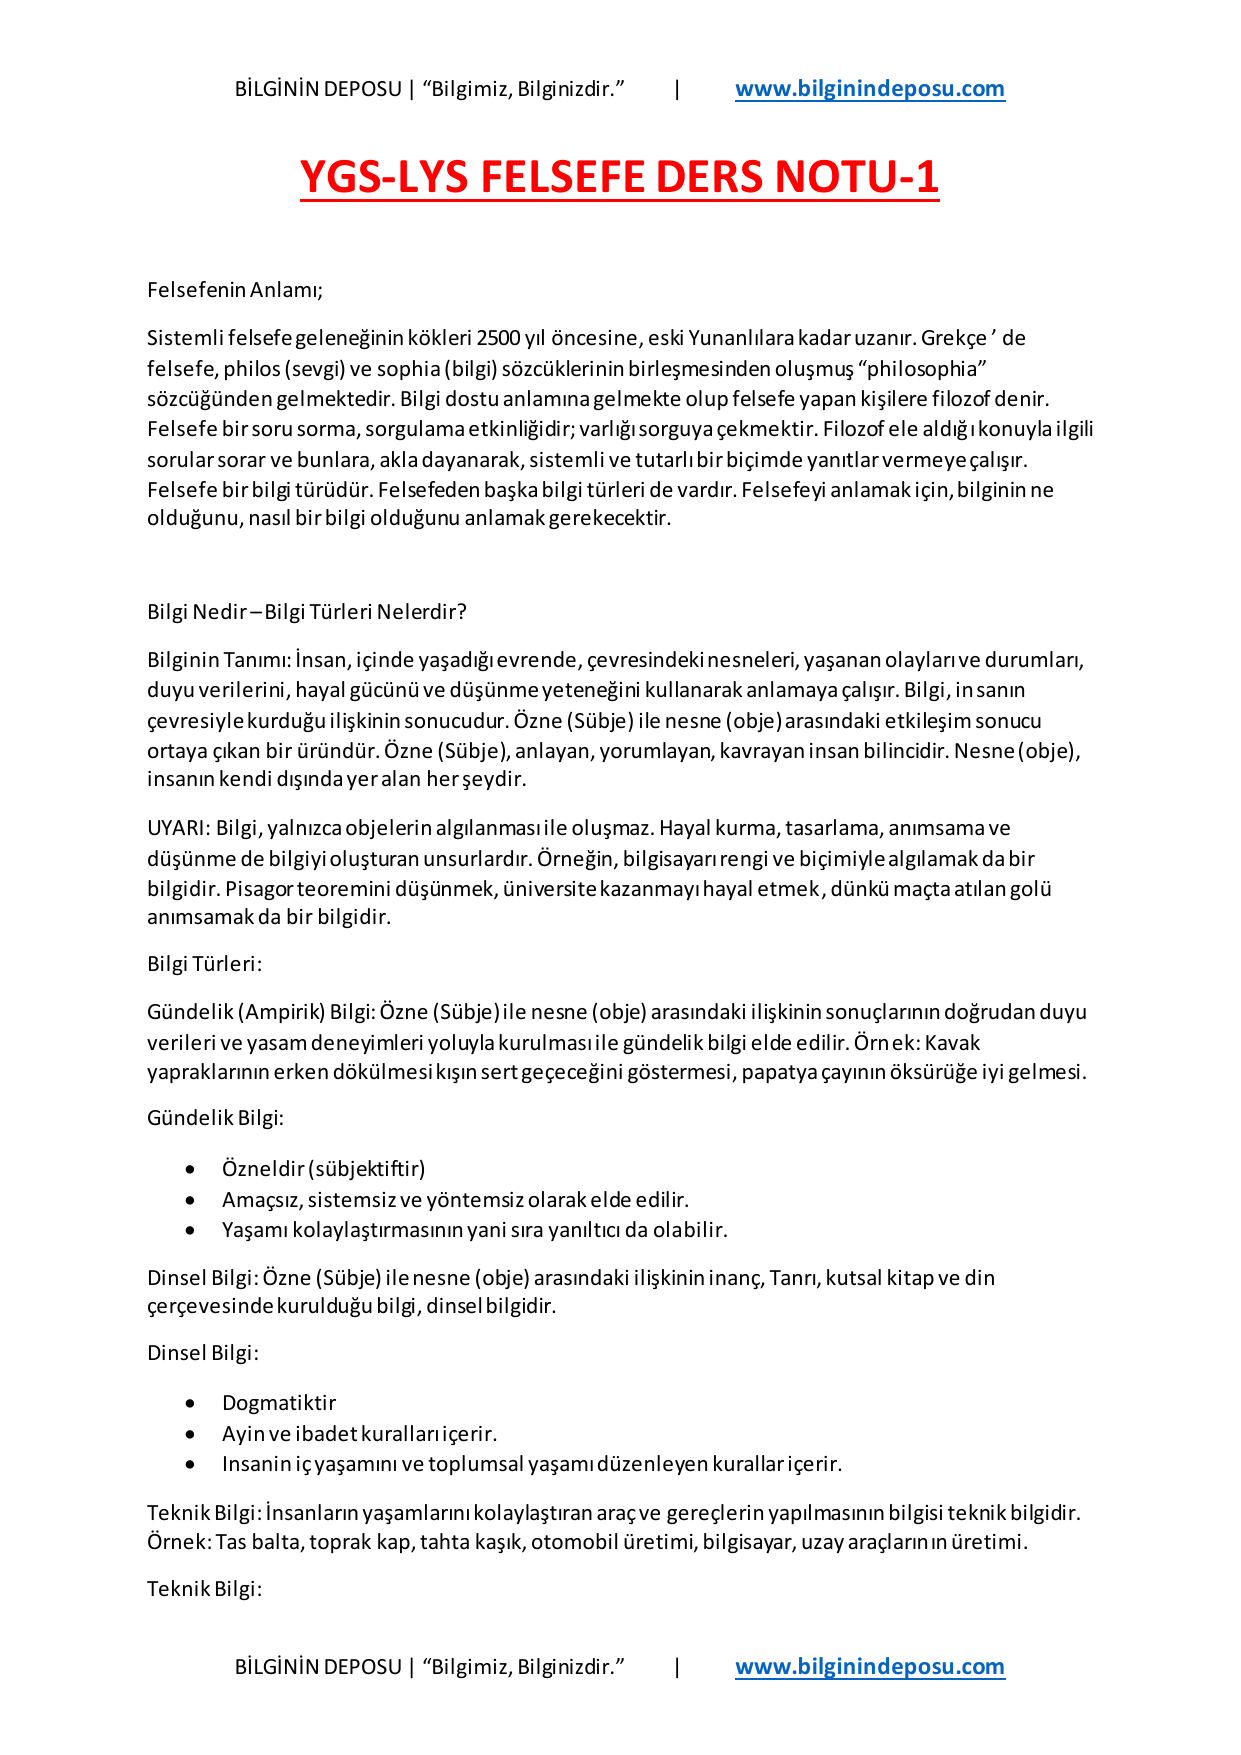 BİLGİNİN DEPOSU | “Bilgimiz, Bilginizdir.” | www.bilginindeposu.com
YGS-LYS FELSEFE DERS NOTU-1
Felsefenin Anlamı;
Sistemli felsefe geleneğinin kökleri 2500 yıl öncesine, eski Yunanlılara kadar uzanır. Grekçe ’ de
felsefe, philos (sevgi) ve sophia (bilgi) sözcüklerinin birleşmesinden oluşmuş “philosophia”
sözcüğünden gelmektedir. Bilgi dostu anlamına gelmekte olup felsefe yapan kişilere filozof denir.
Felsefe bir soru sorma, sorgulama etkinliğidir; varlığı sorguya çekmektir. Filozof ele aldığı konuyla ilgili
sorular sorar ve bunlara, akla dayanarak, sistemli ve tutarlı bir biçimde yanıtlar vermeye çalışır.
Felsefe bir bilgi türüdür. Felsefeden başka bilgi türleri de vardır. Felsefeyi anlamak için, bilginin ne
olduğunu, nasıl bir bilgi olduğunu anlamak gerekecektir.
Bilgi Nedir – Bilgi Türleri Nelerdir?
Bilginin Tanımı: İnsan, içinde yaşadığı evrende, çevresindeki nesneleri, yaşanan olayları ve durumları,
duyu verilerini, hayal gücünü ve düşünme yeteneğini kullanarak anlamaya çalışır. Bilgi, insanın
çevresiyle kurduğu ilişkinin sonucudur. Özne (Sübje) ile nesne (obje) arasındaki etkileşim sonucu
ortaya çıkan bir üründür. Özne (Sübje), anlayan, yorumlayan, kavrayan insan bilincidir. Nesne (obje),
insanın kendi dışında yer alan her şeydir.
UYARI: Bilgi, yalnızca objelerin algılanması ile oluşmaz. Hayal kurma, tasarlama, anımsama ve
düşünme de bilgiyi oluşturan unsurlardır. Örneğin, bilgisayarı rengi ve biçimiyle algılamak da bir
bilgidir. Pisagor teoremini düşünmek, üniversite kazanmayı hayal etmek, dünkü maçta atılan golü
anımsamak da bir bilgidir.
Bilgi Türleri:
Gündelik (Ampirik) Bilgi: Özne (Sübje) ile nesne (obje) arasındaki ilişkinin sonuçlarının doğrudan duyu
verileri ve yasam deneyimleri yoluyla kurulması ile gündelik bilgi elde edilir. Örnek: Kavak
yapraklarının erken dökülmesi kışın sert geçeceğini göstermesi, papatya çayının öksürüğe iyi gelmesi.
Gündelik Bilgi:
• Özneldir (sübjektiftir)
• Amaçsız, sistemsiz ve yöntemsiz olarak elde edilir.
• Yaşamı kolaylaştırmasının yani sıra yanıltıcı da olabilir.
Dinsel Bilgi: Özne (Sübje) ile nesne (obje) arasındaki ilişkinin inanç, Tanrı, kutsal kitap ve din
çerçevesinde kurulduğu bilgi, dinsel bilgidir.
Dinsel Bilgi:
• Dogmatiktir
• Ayin ve ibadet kuralları içerir.
• Insanin iç yaşamını ve toplumsal yaşamı düzenleyen kurallar içerir.
Teknik Bilgi: İnsanların yaşamlarını kolaylaştıran araç ve gereçlerin yapılmasının bilgisi teknik bilgidir.
Örnek: Tas balta, toprak kap, tahta kaşık, otomobil üretimi, bilgisayar, uzay araçlarının üretimi.
Teknik Bilgi:
BİLGİNİN DEPOSU | “Bilgimiz, Bilginizdir.” | www.bilginindeposu.com